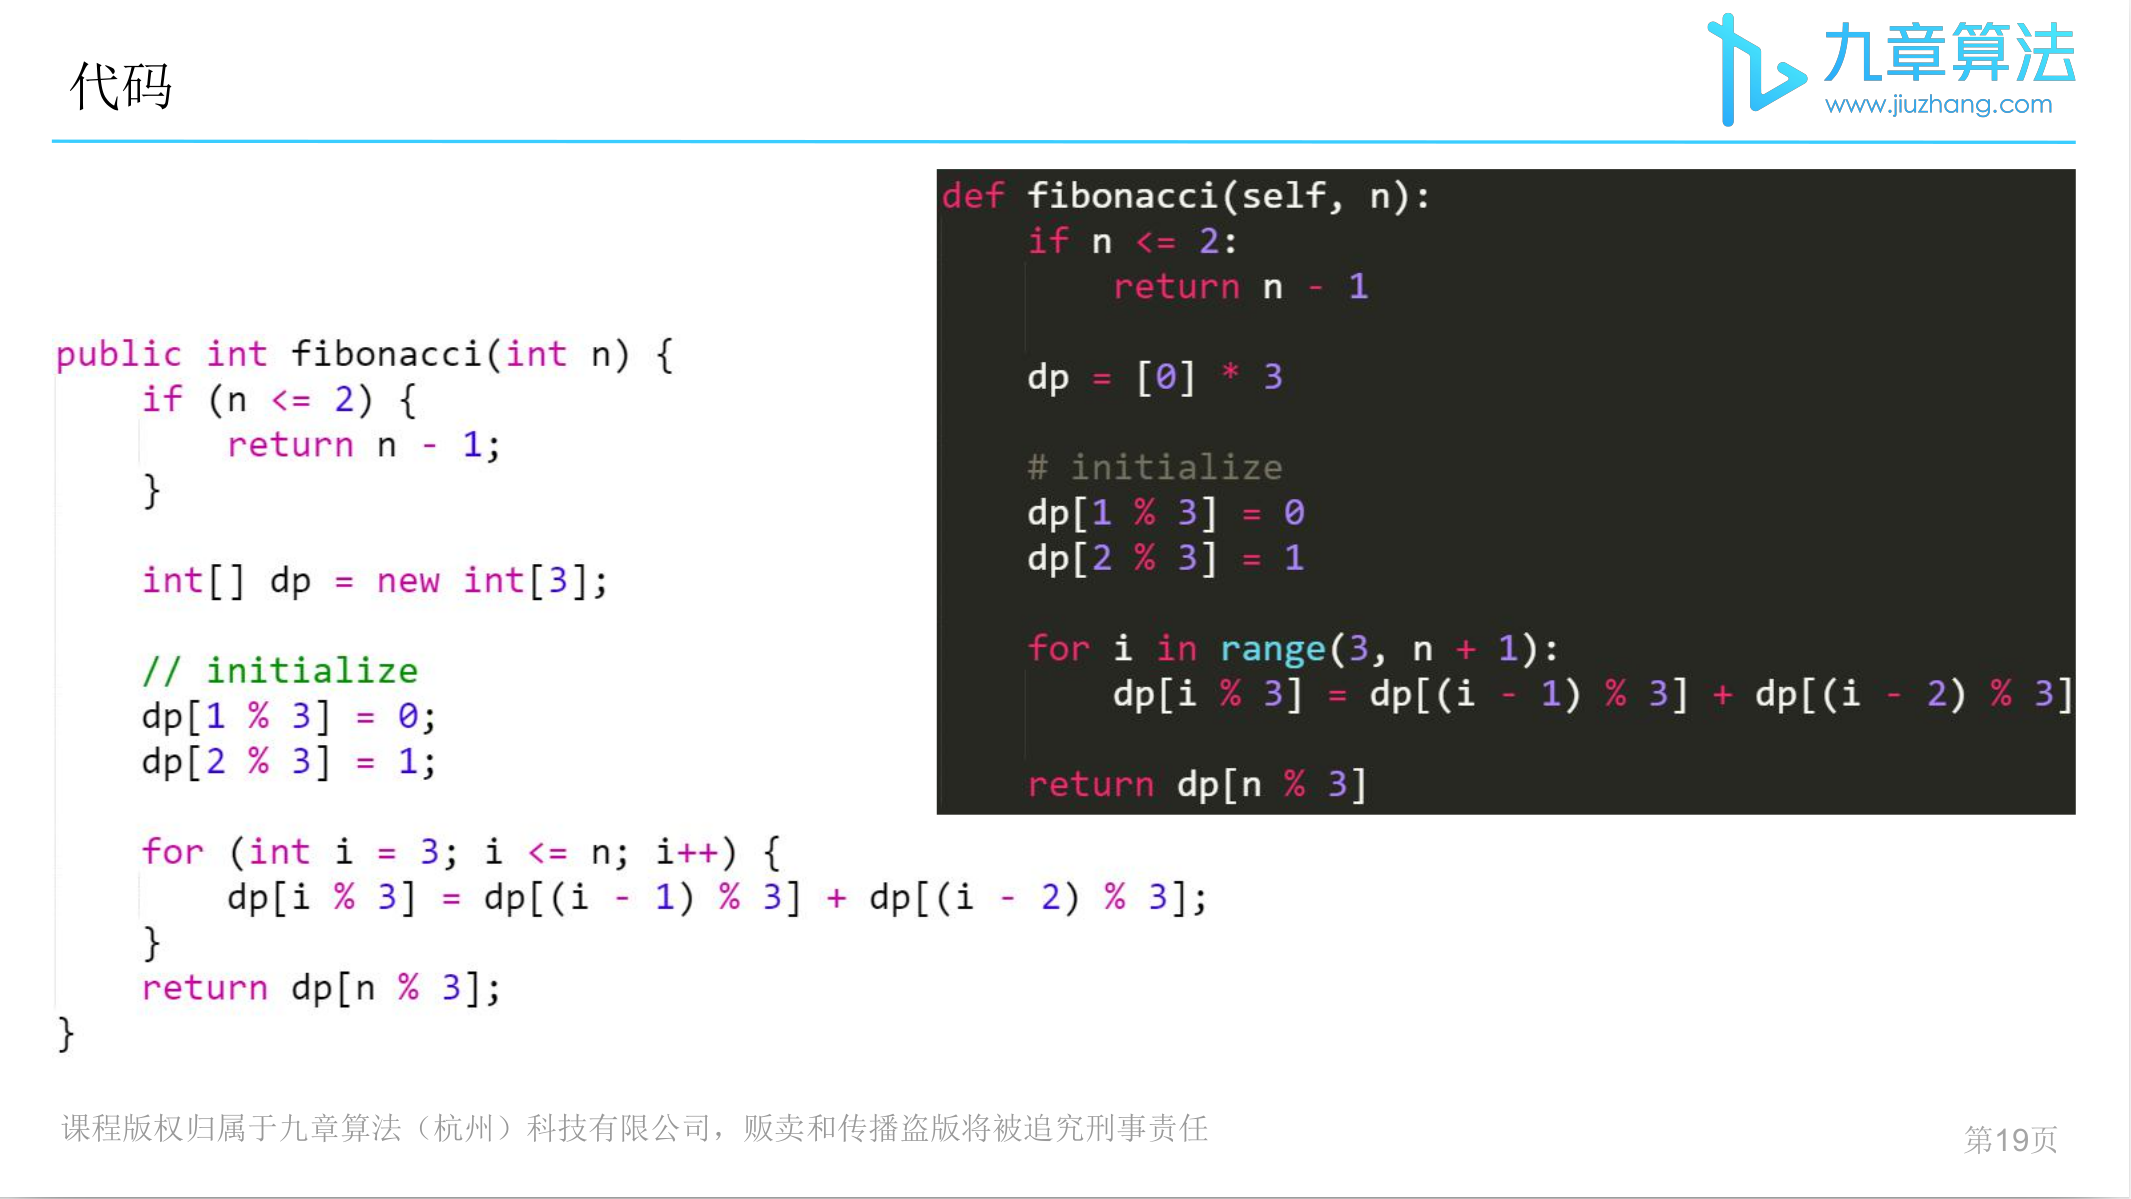 代码
九章算法
www.jiuzhang.com
public int fibonacci(int n) {
    if (n <= 2) {
        return n - 1;
    }

    int[] dp = new int[3];

    // initialize
    dp[1 % 3] = 0;
    dp[2 % 3] = 1;

    for (int i = 3; i <= n; i++) {
        dp[i % 3] = dp[(i - 1) % 3] + dp[(i - 2) % 3];
    }
    return dp[n % 3];
}
def fibonacci(self, n):
    if n <= 2:
        return n - 1

    dp = [0] * 3

    # initialize
    dp[1 % 3] = 0
    dp[2 % 3] = 1

    for i in range(3, n + 1):
        dp[i % 3] = dp[(i - 1) % 3] + dp[(i - 2) % 3]

    return dp[n % 3]
课程版权归属于九章算法（杭州）科技有限公司，贩卖和传播盗版将被追究刑事责任
第19页